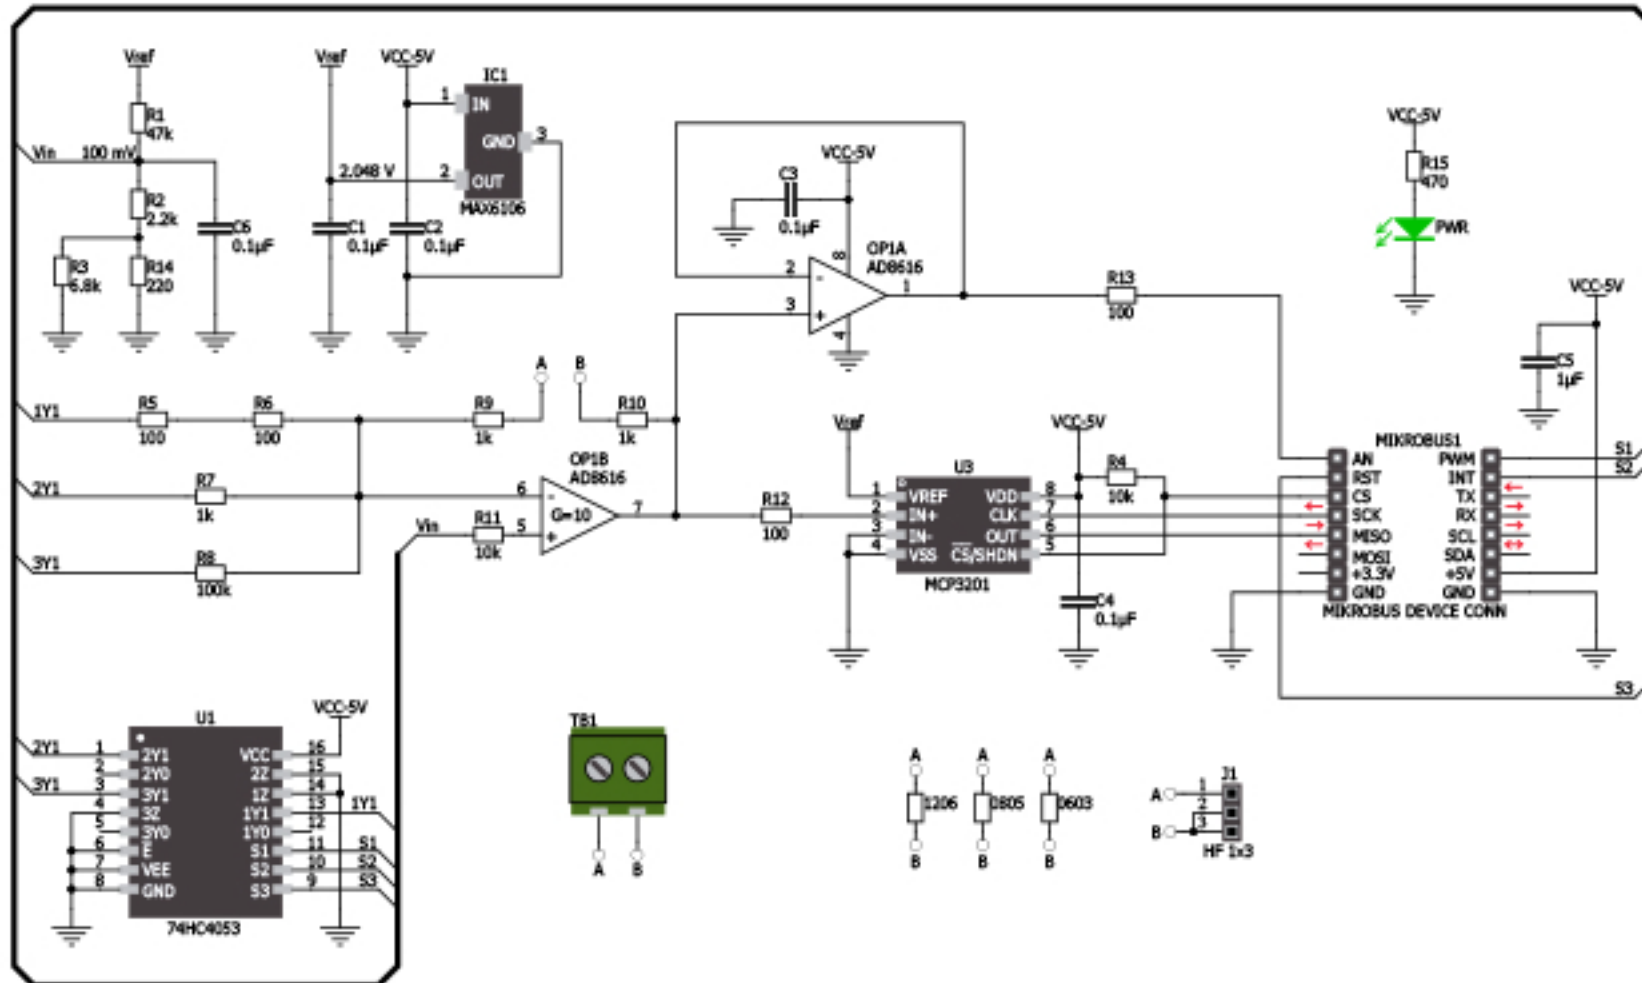 Vref
R1
47k
Vin
100 mV
R2
2.2k
C6
0.1µF
R3
6.8k
R14
220
Vref
VCC-5V
IC1
1
IN
GND
3
2.048 V
2
OUT
MAX6106
C1
0.1µF
C2
0.1µF
VCC-5V
C3
0.1µF
OP1A
AD8616
8
2
-
3
+
1
4
R13
100
VCC-5V
R15
470
PWR
VCC-5V
C5
1µF
1Y1
R5
100
R6
100
R9
1k
A
B
R10
1k
2Y1
R7
1k
3Y1
R8
100k
OP1B
AD8616
6
-
G=10
7
Vin
R11
10k
5
+
R12
100
Vref
U3
1
VREF
VDD
8
2
IN+
CLK
7
3
IN-
OUT
6
4
VSS
CS/SHDN
5
MCP3201
VCC-5V
R4
10k
C4
0.1µF
MIKROBUS1
AN
PWM
S1
RST
INT
S2
CS
TX
SCK
RX
MISO
SCL
MOSI
SDA
+3.3V
+5V
GND
GND
MIKROBUS DEVICE CONN
S3
U1
VCC-5V
2Y1
1
2Y1
VCC
16
2
2Y0
2Z
15
3Y1
3
3Y1
1Z
14
4
3Z
1Y1
13
1Y1
5
3Y0
1Y0
12
6
E
S1
11
S1
7
VEE
S2
10
S2
8
GND
S3
9
S3
74HC4053
TB1
A
B
A
1206
B
A
0805
B
A
0603
B
J1
A
1
2
B
3
HF 1x3